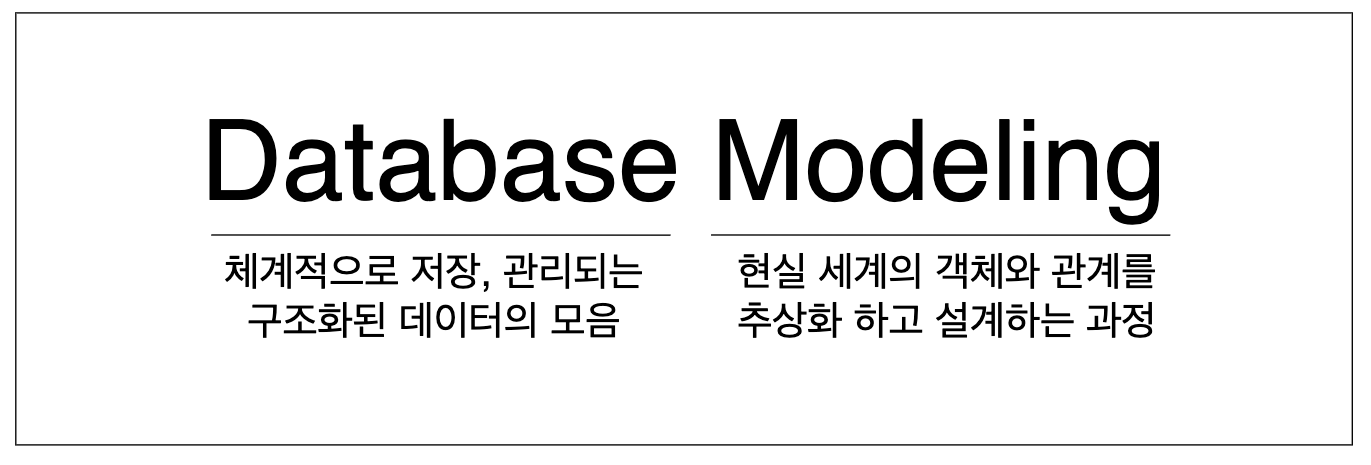 Database Modeling
체계적으로 저장, 관리되는
구조화된 데이터의 모음
현실 세계의 객체와 관계를
추상화 하고 설계하는 과정